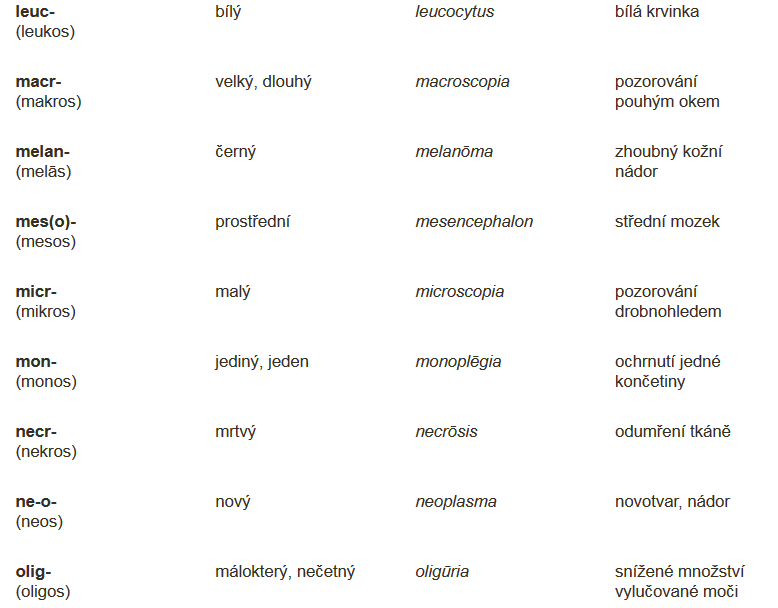 leuc- bílý leucocytus bílá krvinka
(leukos)
macr- velký, dlouhý macroscopia pozorování
(makros) pouhým okem
melan- černý melanōma zhoubný kožní
(melās) nádor
mes(o)- prostřední mesencephalon střední mozek
(mesos)
micr- malý microscopia pozorování
(mikros) drobnohledem
mon- jediný, jeden monoplēgia ochrnutí jedné
(monos) končetiny
necr- mrtvý necrōsis odumření tkáně
(nekros)
ne-o- nový neoplasma novotvar, nádor
(neos)
olig- málokterý, nečetný oligūria snížené množství
(oligos) vylučované moči